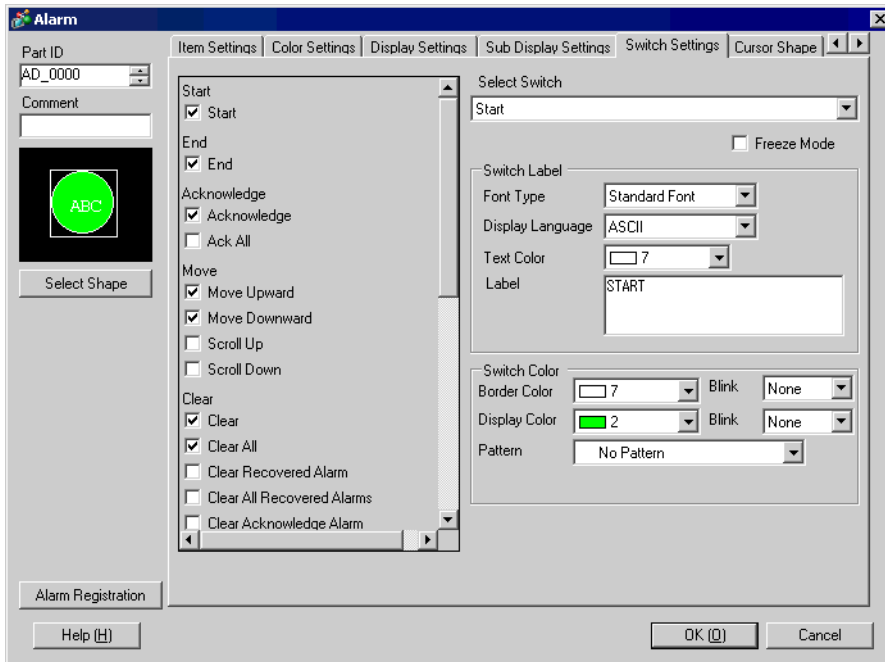 Alarm
Part ID
AD_0000
Comment
ABC
Select Shape
Alarm Registration
Help (H)
Item Settings
Color Settings
Display Settings
Sub Display Settings
Switch Settings
Cursor Shape
Start
Start
End
End
Acknowledge
Acknowledge
Ack All
Move
Move Upward
Move Downward
Scroll Up
Scroll Down
Clear
Clear
Clear All
Clear Recovered Alarm
Clear All Recovered Alarms
Clear Acknowledge Alarm
Select Switch
Start
Freeze Mode
Switch Label
Font Type Standard Font
Display Language ASCII
Text Color 7
Label START
Switch Color
Border Color 7 Blink None
Display Color 2 Blink None
Pattern No Pattern
OK (O)
Cancel